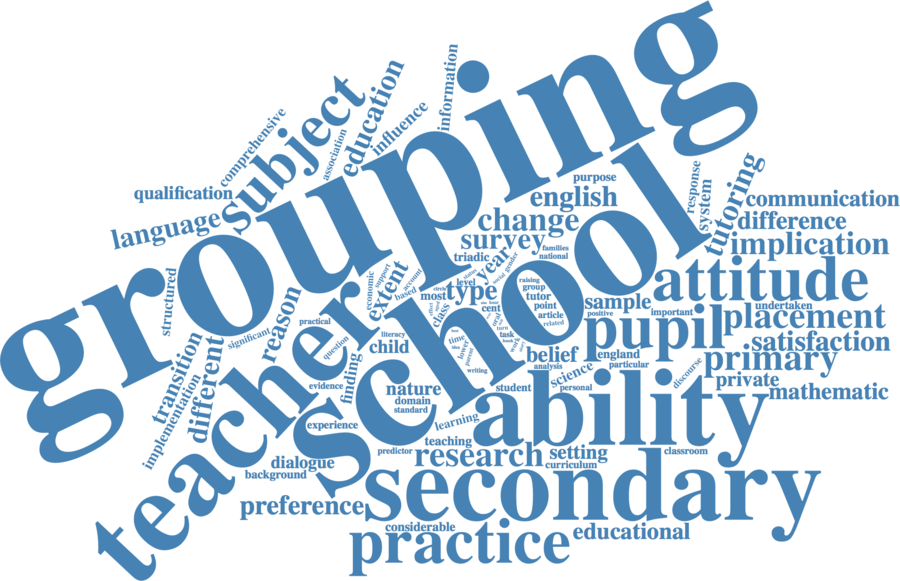 grouping
school
teacher
ability
secondary
pupil
attitude
practice
subject
education
influence
information
association
comprehensive
qualification
language
structured
significant
reason
transition
implementation
different
practical
question
evidence
finding
experience
dialogue
background
preference
considerable
educational
predictor
research
teaching
learning
setting
curriculum
classroom
student
personal
science
analysis
belief
england
particular
discourse
nature
domain
standard
child
literacy
extent
economic
support
account
based
most
class
type
level
status
triadic
year
survey
change
english
purpose
families
national
social
gender
raising
group
tutor
point
article
related
cent
task
turn
time
lower
parent
writing
sample
positive
important
undertaken
placement
satisfaction
primary
private
mathematic
implication
difference
communication
tutoring
system
response